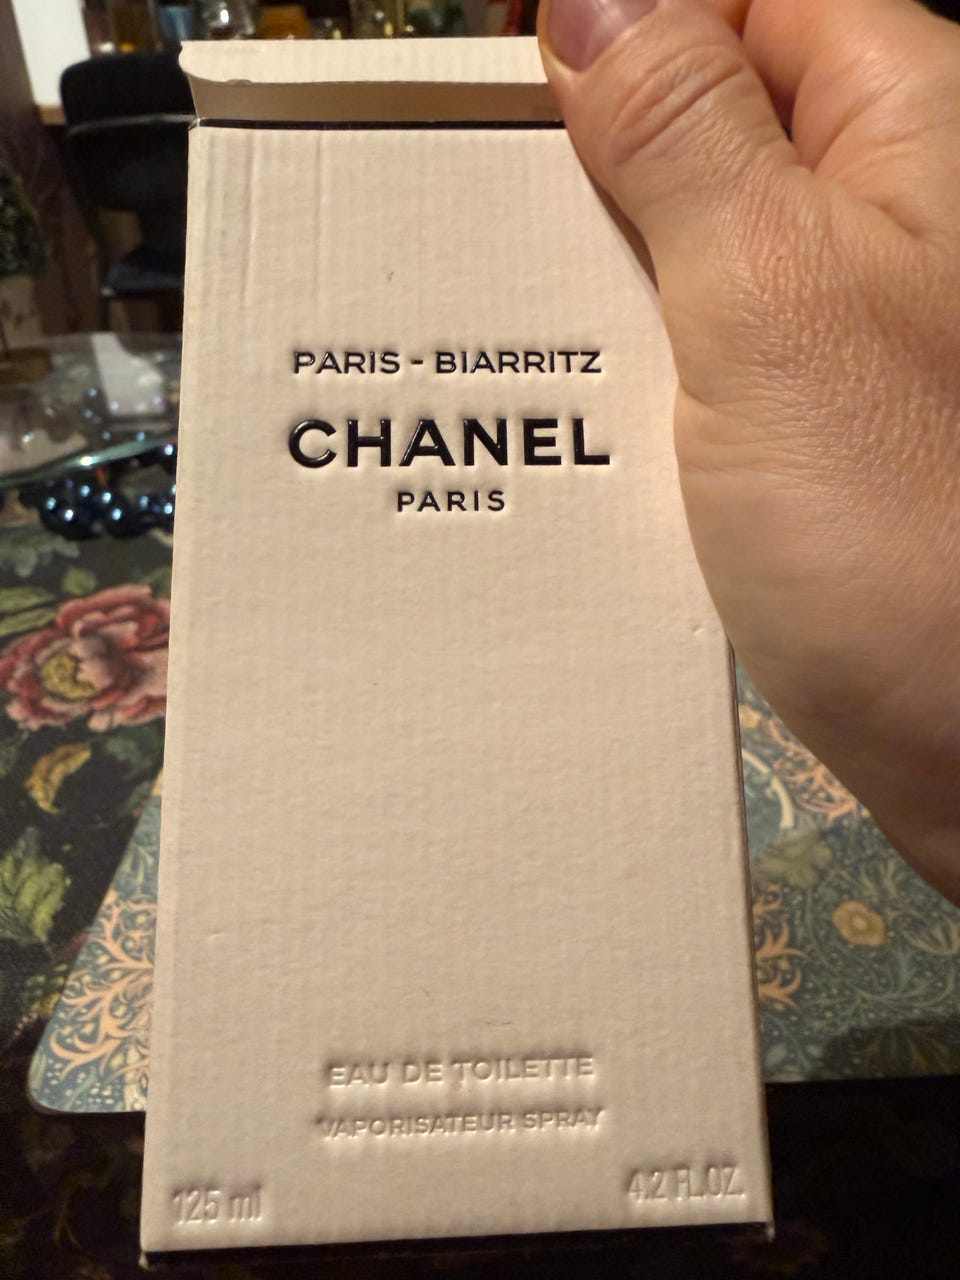 PARIS - BIARRITZ
CHANEL
PARIS
EAU DE TOILETTE
VAPORISATEUR SPRAY
125 ml
4.2 FL.OZ.